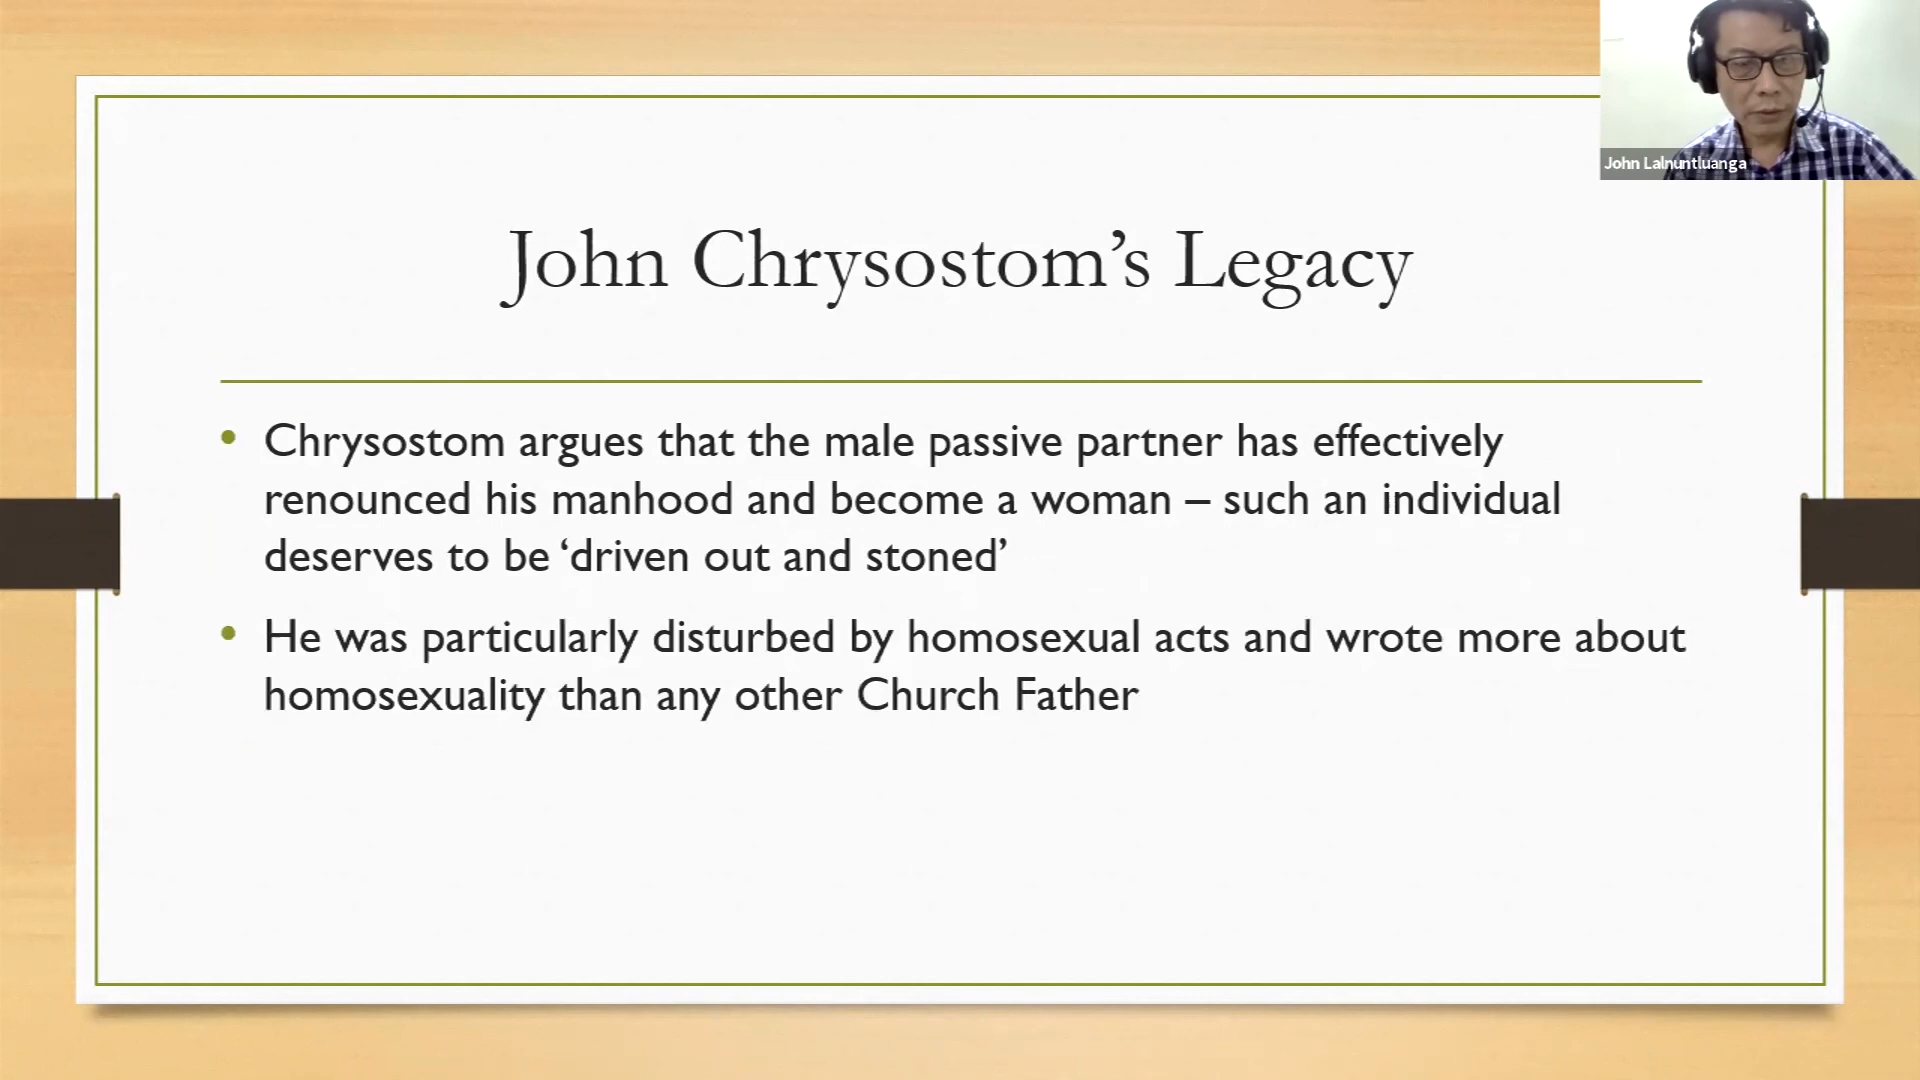 John Lalnuntluanga
John Chrysostom’s Legacy
• Chrysostom argues that the male passive partner has effectively
renounced his manhood and become a woman – such an individual
deserves to be ‘driven out and stoned’
• He was particularly disturbed by homosexual acts and wrote more about
homosexuality than any other Church Father